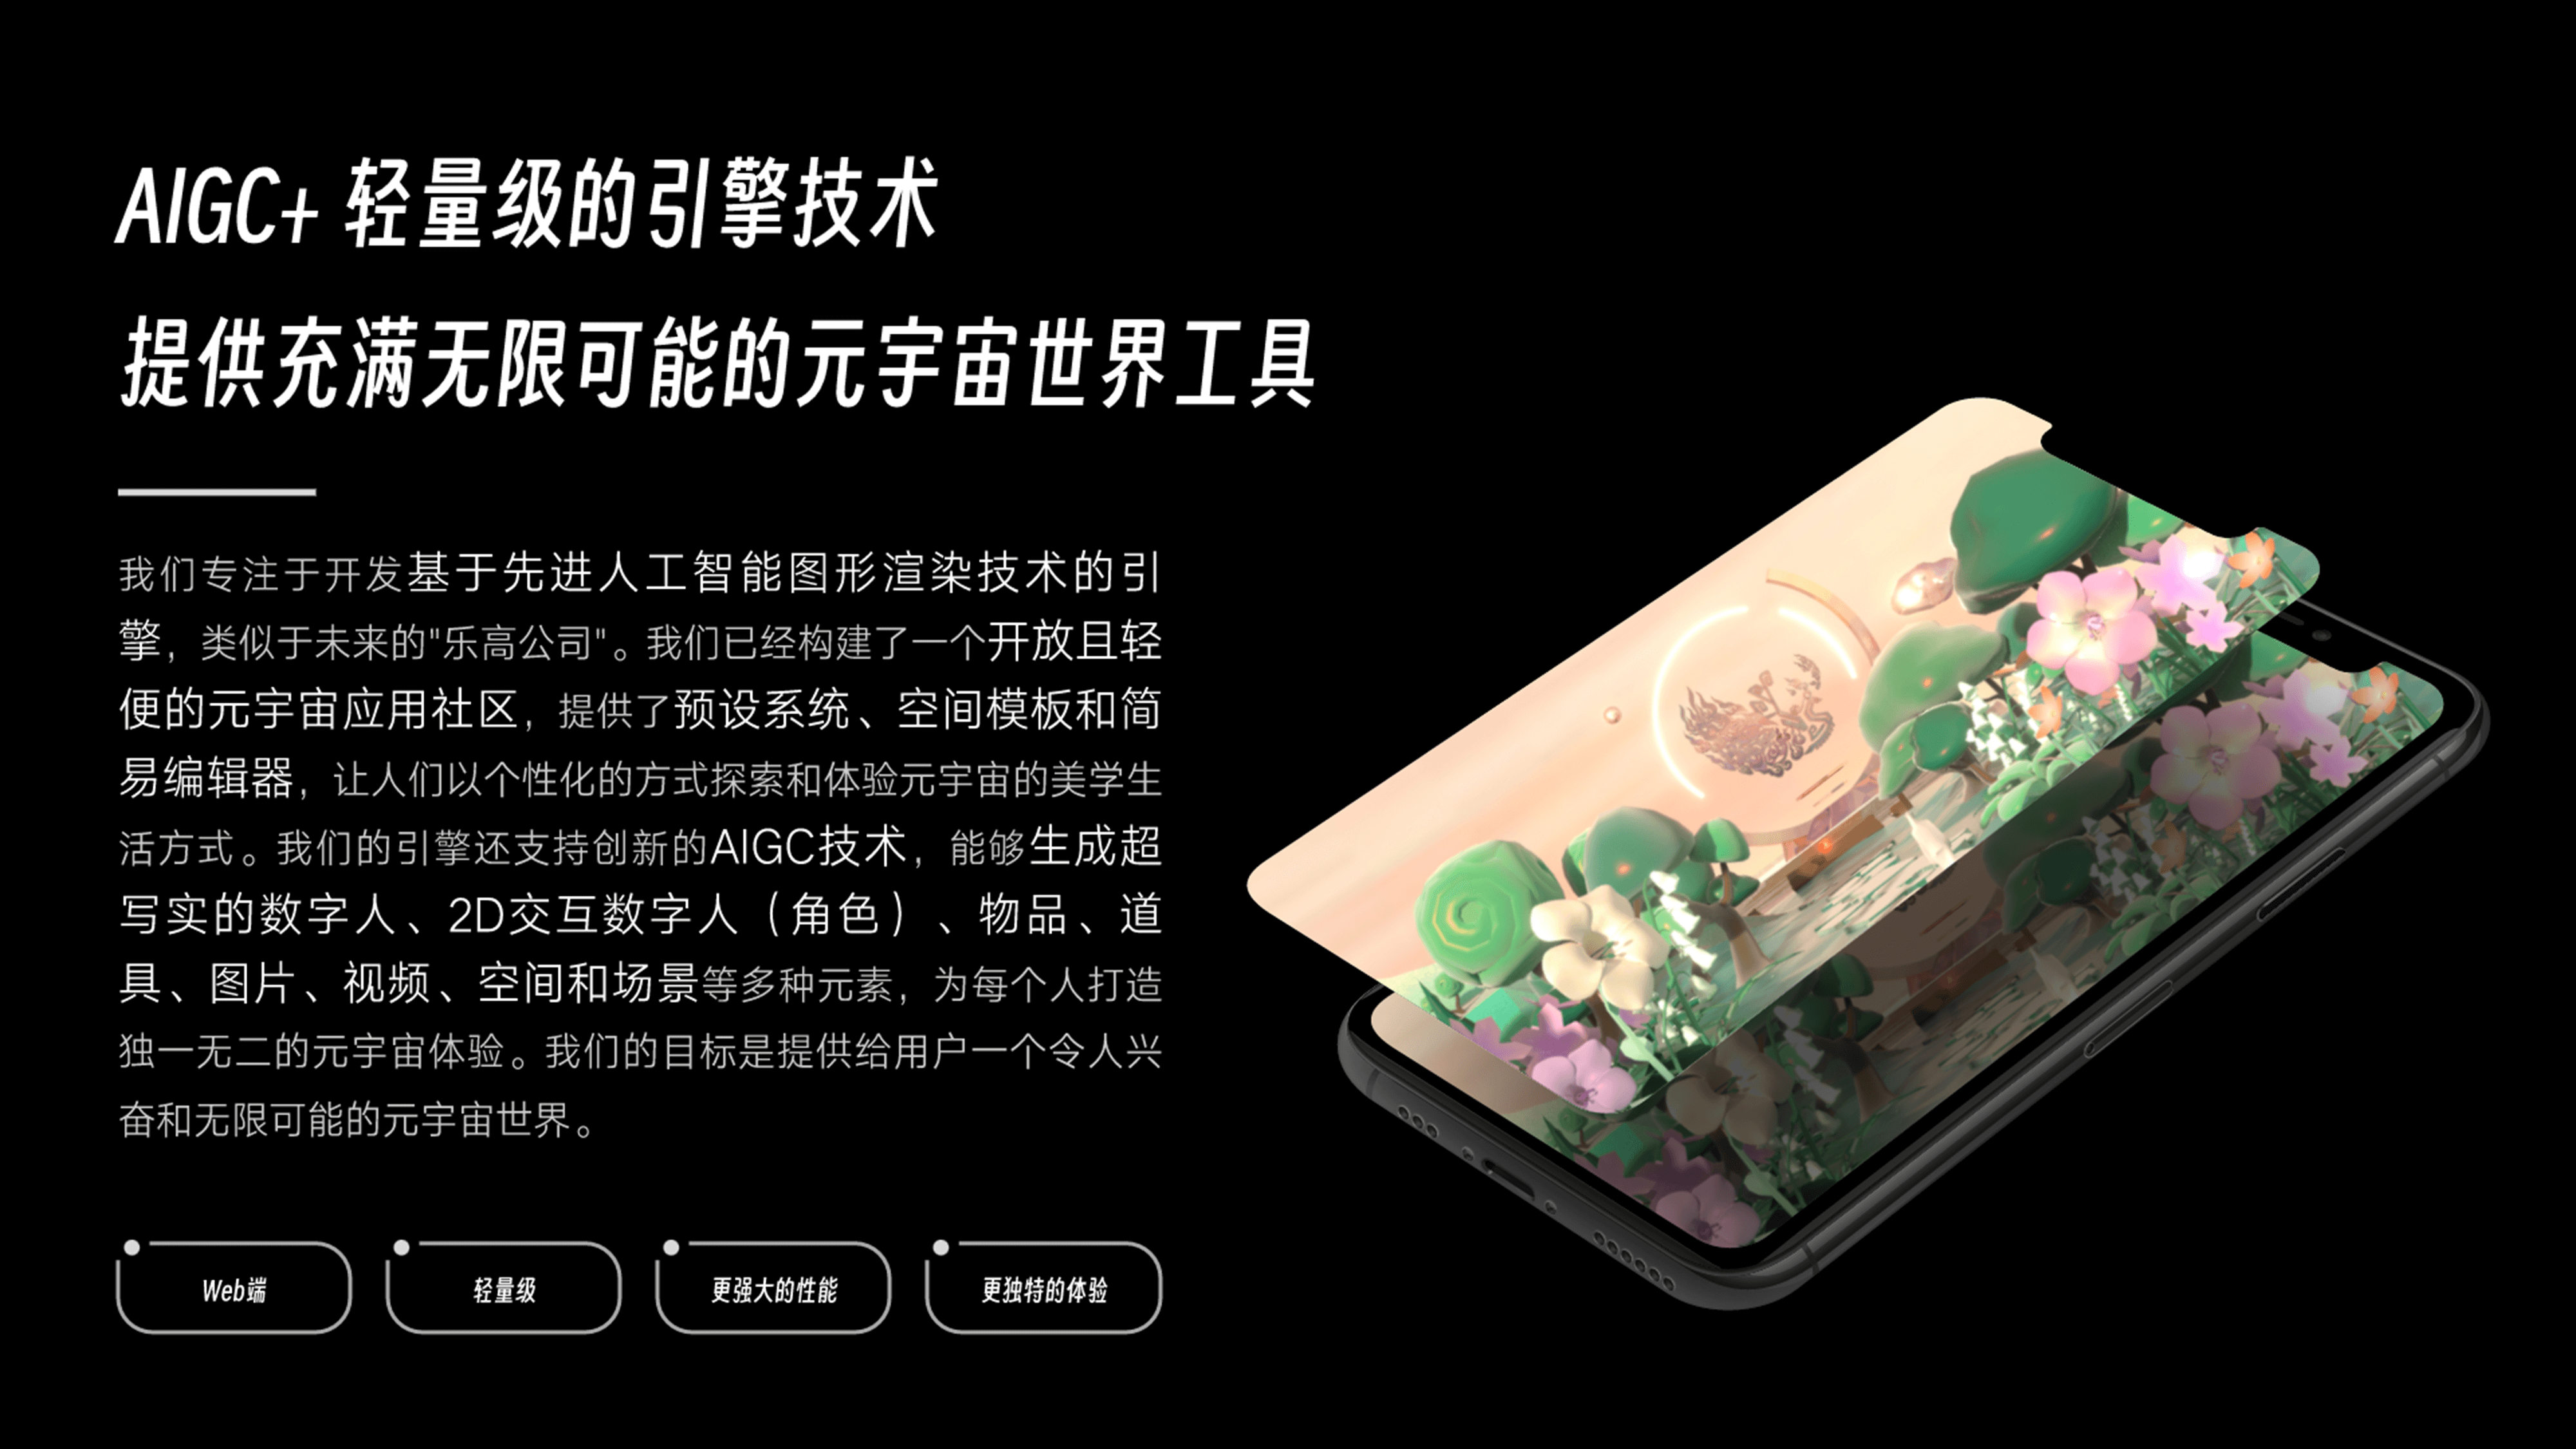 AIGC+ 轻量级的引擎技术
提供充满无限可能的元宇宙世界工具
我们专注于开发基于先进人工智能图形渲染技术的引
擎，类似于未来的"乐高公司"。我们已经构建了一个开放且轻
便的元宇宙应用社区，提供了预设系统、空间模板和简
易编辑器，让人们以个性化的方式探索和体验元宇宙的美学生
活方式。我们的引擎还支持创新的AIGC技术，能够生成超
写实的数字人、2D交互数字人（角色）、物品、道
具、图片、视频、空间和场景等多种元素，为每个人打造
独一无二的元宇宙体验。我们的目标是提供给用户一个令人兴
奋和无限可能的元宇宙世界。
Web端
轻量级
更强大的性能
更独特的体验